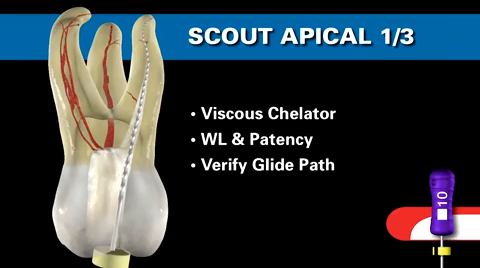 SCOUT APICAL 1/3
• Viscous Chelator
• WL & Patency
• Verify Glide Path
10